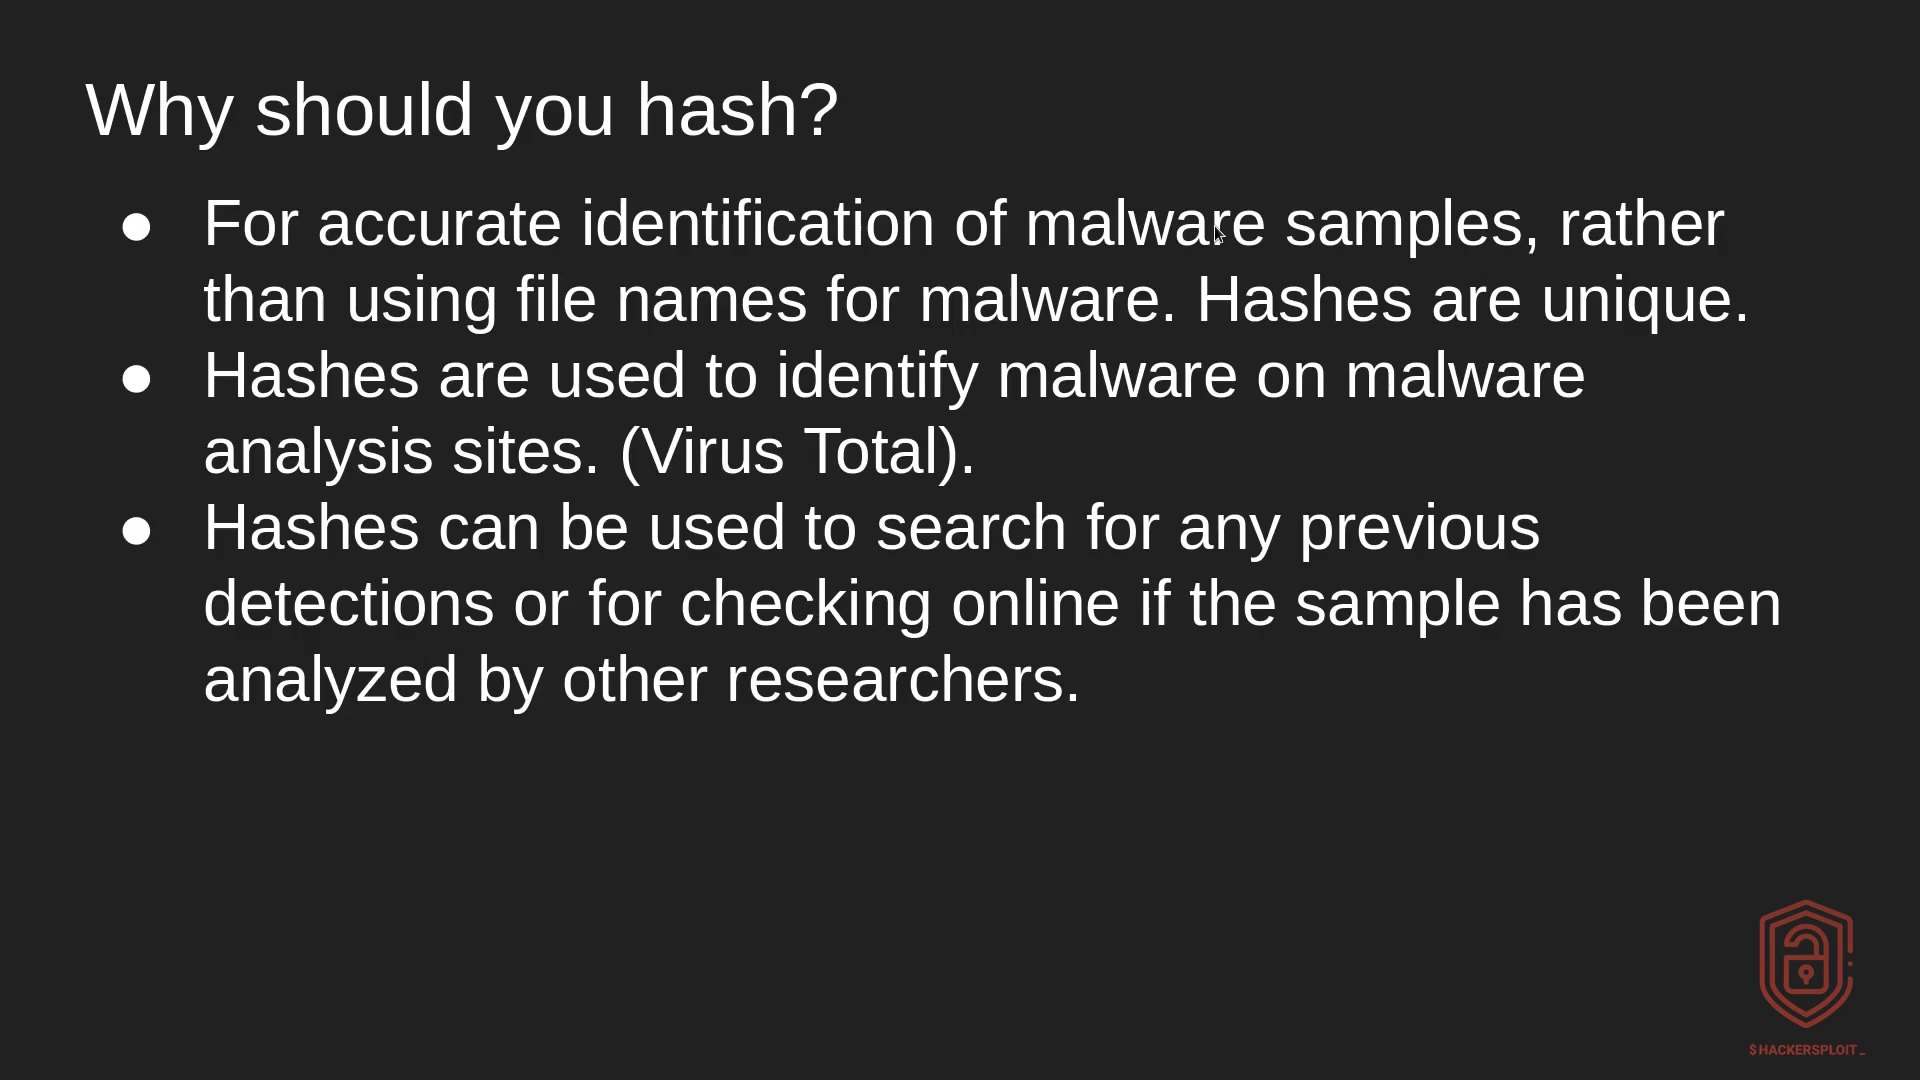 Why should you hash?
● For accurate identification of malware samples, rather
than using file names for malware. Hashes are unique.
● Hashes are used to identify malware on malware
analysis sites. (Virus Total).
● Hashes can be used to search for any previous
detections or for checking online if the sample has been
analyzed by other researchers.
$HACKERSPLOIT_